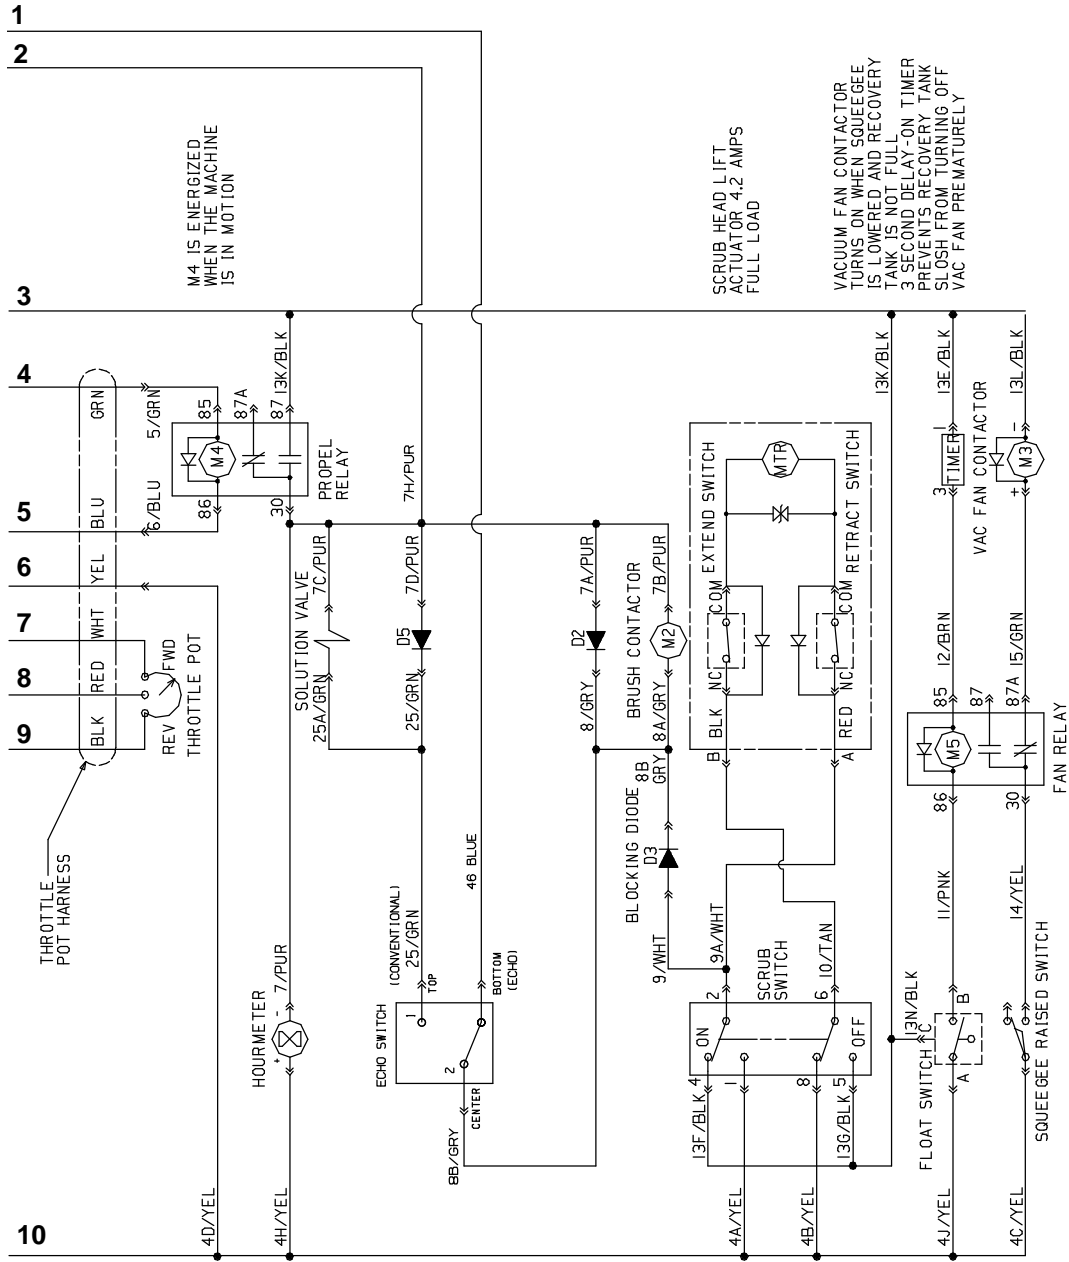 1
2
3
4
5
6
7
8
9
10
M4 IS ENERGIZED
WHEN THE MACHINE
IS IN MOTION
SCRUB HEAD LIFT
ACTUATOR 4.2 AMPS
FULL LOAD
VACUUM FAN CONTACTOR
TURNS ON WHEN SQUEEGEE
IS LOWERED AND RECOVERY
TANK IS NOT FULL
3 SECOND DELAY-ON TIMER
PREVENTS RECOVERY TANK
SLOSH FROM TURNING OFF
VAC FAN PREMATURELY
GRN
BLU
YEL
WHT
RED
BLK
5/GRN
6/BLU
85
87A
87
86
30
M4
13K/BLK
PROPEL
RELAY
FWD
REV
THROTTLE POT
THROTTLE
POT HARNESS
7H/PUR
7C/PUR
SOLUTION VALVE
25A/GRN
7D/PUR
D5
25/GRN
7A/PUR
D2
8/GRY
7B/PUR
BRUSH CONTACTOR
M2
8A/GRY
8B
GRY
BLOCKING DIODE
D3
9/WHT
EXTEND SWITCH
MTR
RETRACT SWITCH
COM
COM
NC
NC
BLK
RED
B
A
9A/WHT
10/TAN
2
6
SCRUB
SWITCH
ON
OFF
4
1
8
5
13F/BLK
13G/BLK
13K/BLK
13E/BLK
13L/BLK
1
TIMER
3
VAC FAN CONTACTOR
-
M3
+
12/BRN
15/GRN
85
87
87A
M5
86
30
FAN RELAY
11/PNK
14/YEL
13N/BLK
C
B
A
FLOAT SWITCH
SQUEEGEE RAISED SWITCH
HOURMETER
7/PUR
-
+
46 BLUE
(CONVENTIONAL)
25/GRN
TOP
BOTTOM
(ECHO)
ECHO SWITCH
1
2
CENTER
8B/GRY
4D/YEL
4H/YEL
4A/YEL
4B/YEL
4J/YEL
4C/YEL